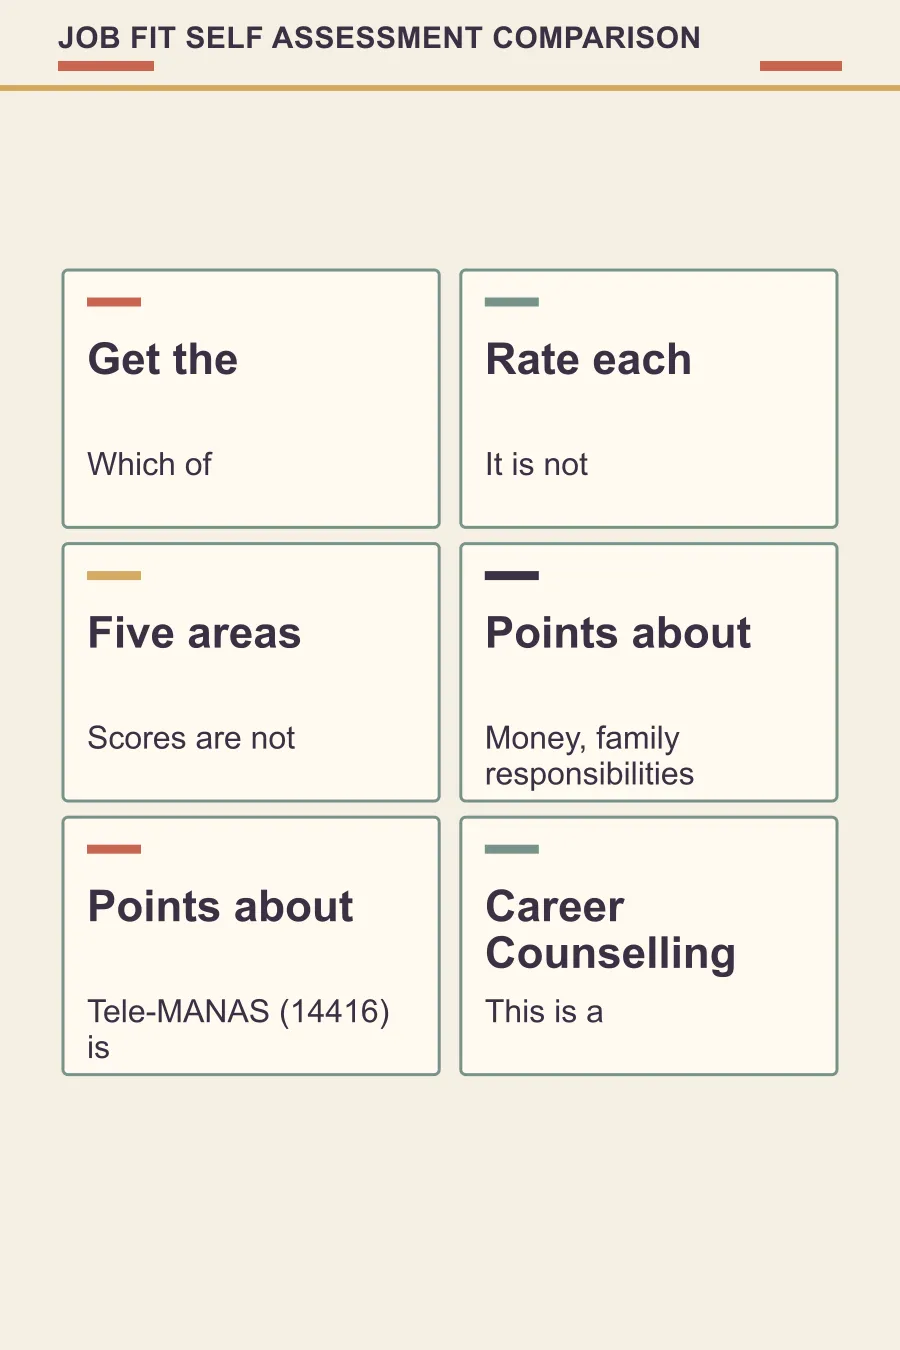 JOB FIT SELF ASSESSMENT COMPARISON
Get the
Which of
Rate each
It is not
Five areas
Scores are not
Points about
Money, family
responsibilities
Points about
Tele-MANAS (14416)
is
Career
Counselling
This is a